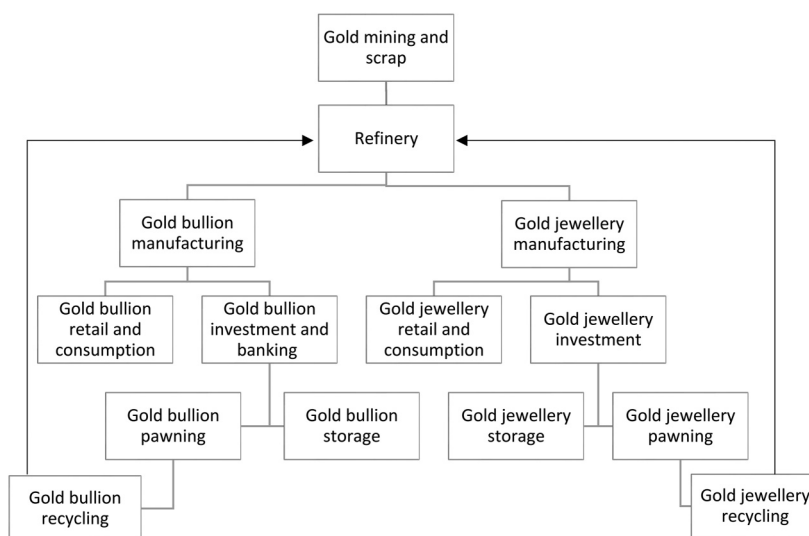 Gold mining and
scrap
Refinery
Gold bullion
manufacturing
Gold jewellery
manufacturing
Gold bullion
retail and
consumption
Gold bullion
investment and
banking
Gold jewellery
retail and
consumption
Gold jewellery
investment
Gold bullion
pawning
Gold bullion
storage
Gold jewellery
storage
Gold jewellery
pawning
Gold bullion
recycling
Gold jewellery
recycling